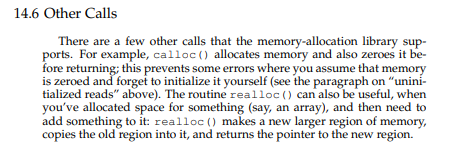 14.6 Other Calls
There are a few other calls that the memory-allocation library sup-
ports. For example, calloc() allocates memory and also zeroes it be-
fore returning; this prevents some errors where you assume that memory
is zeroed and forget to initialize it yourself (see the paragraph on “unini-
tialized reads” above). The routine realloc() can also be useful, when
you’ve allocated space for something (say, an array), and then need to
add something to it: realloc() makes a new larger region of memory,
copies the old region into it, and returns the pointer to the new region.